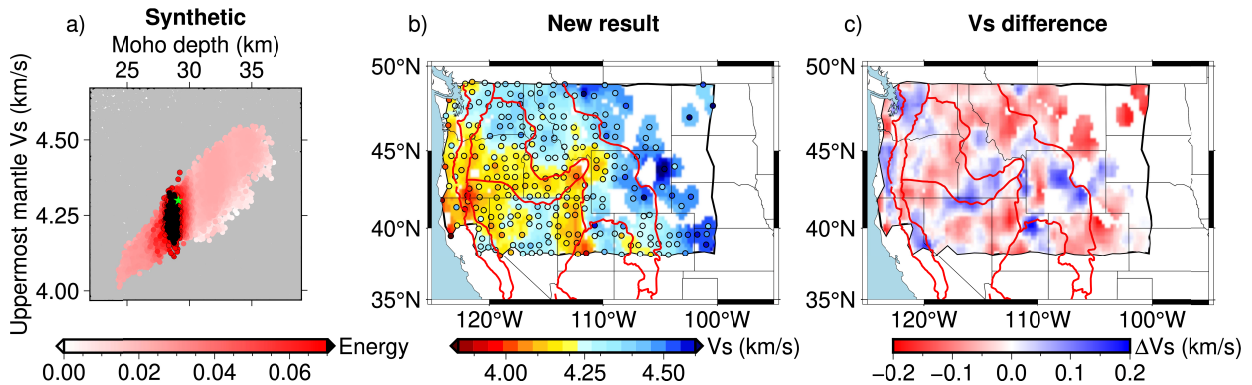 a)
Synthetic
Moho depth (km)
25 30 35
Uppermost mantle Vs (km/s)
4.50
4.25
4.00
0.00 0.02 0.04 0.06
Energy
b)
New result
50°N
45°N
40°N
35°N
120°W 110°W 100°W
4.00 4.25 4.50
Vs (km/s)
c)
Vs difference
50°N
45°N
40°N
35°N
120°W 110°W 100°W
−0.2 −0.1 0.0 0.1 0.2
ΔVs (km/s)